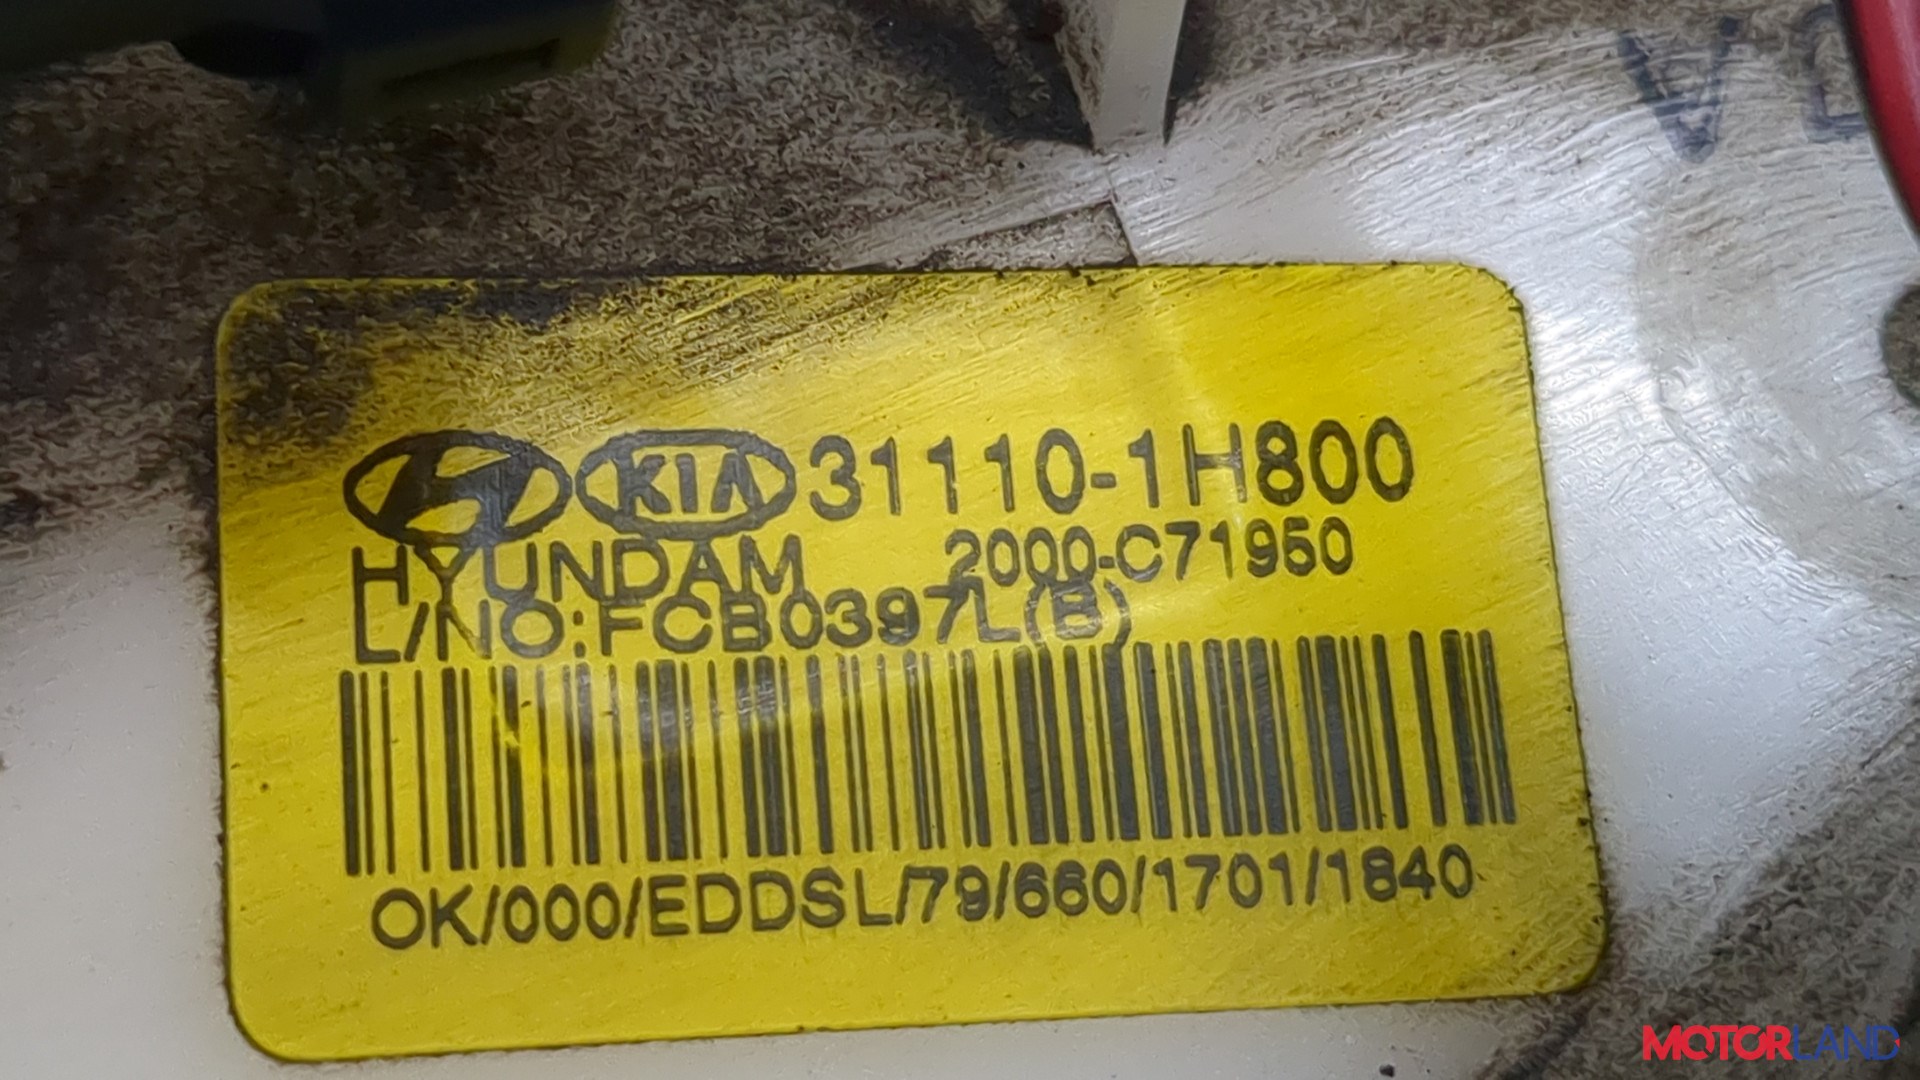 KIA 31110-1H800
HYUNDAM 2000-C71950
L/NO:FCB0397L(B)
OK/000/EDDSL/79/660/1701/1840
MOTORLAND